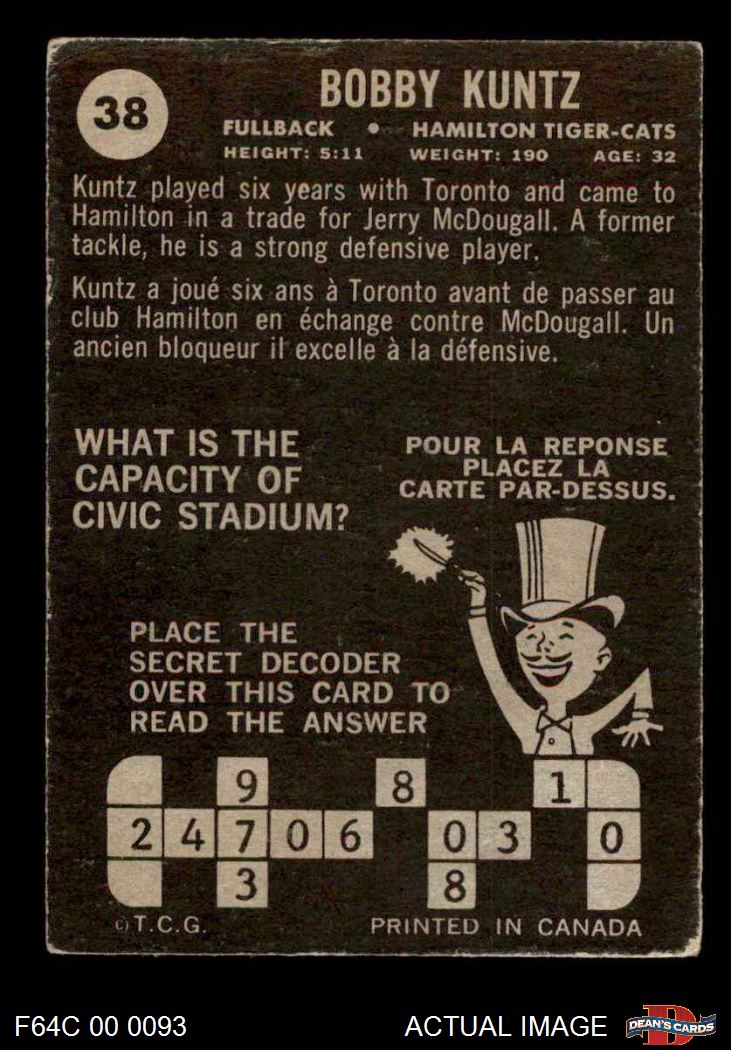 38
BOBBY KUNTZ
FULLBACK • HAMILTON TIGER-CATS
HEIGHT: 5:11 WEIGHT: 190 AGE: 32
Kuntz played six years with Toronto and came to
Hamilton in a trade for Jerry McDougall. A former
tackle, he is a strong defensive player.
Kuntz a joué six ans à Toronto avant de passer au
club Hamilton en échange contre McDougall. Un
ancien bloqueur il excelle à la défensive.
WHAT IS THE
CAPACITY OF
CIVIC STADIUM?
POUR LA REPONSE
PLACEZ LA
CARTE PAR-DESSUS.
PLACE THE
SECRET DECODER
OVER THIS CARD TO
READ THE ANSWER
9 8 1
2 4 7 0 6 0 3 0
3 8
© T.C.G. PRINTED IN CANADA
F64C 00 0093 ACTUAL IMAGE DEAN'S CARDS